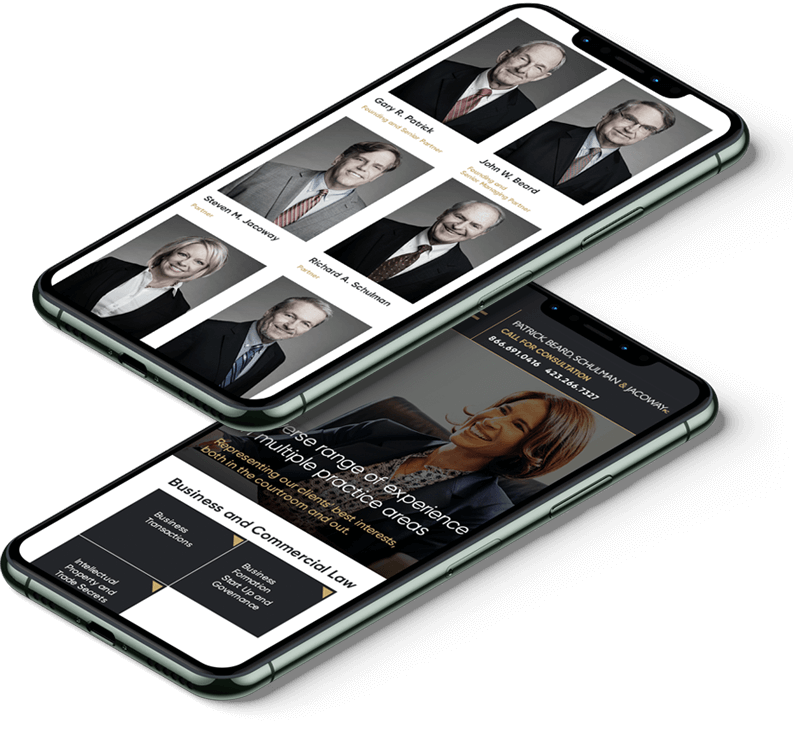 Gary R. Patrick
Founding and Senior Partner
John W. Beard
Founding and
Senior Managing Partner
Steven M. Jacoway
Partner
Richard A. Schulman
Partner
PATRICK, BEARD, SCHULMAN & JACOWAY
CALL FOR CONSULTATION
866.691.0416 423.266.7327
erse range of experience
multiple practice areas
Representing our clients' best interests,
both in the courtroom and out.
Business and Commercial Law
Business
Transactions
Business
Formation
Start Up and
Governance
Intellectual
Property and
Trade Secrets